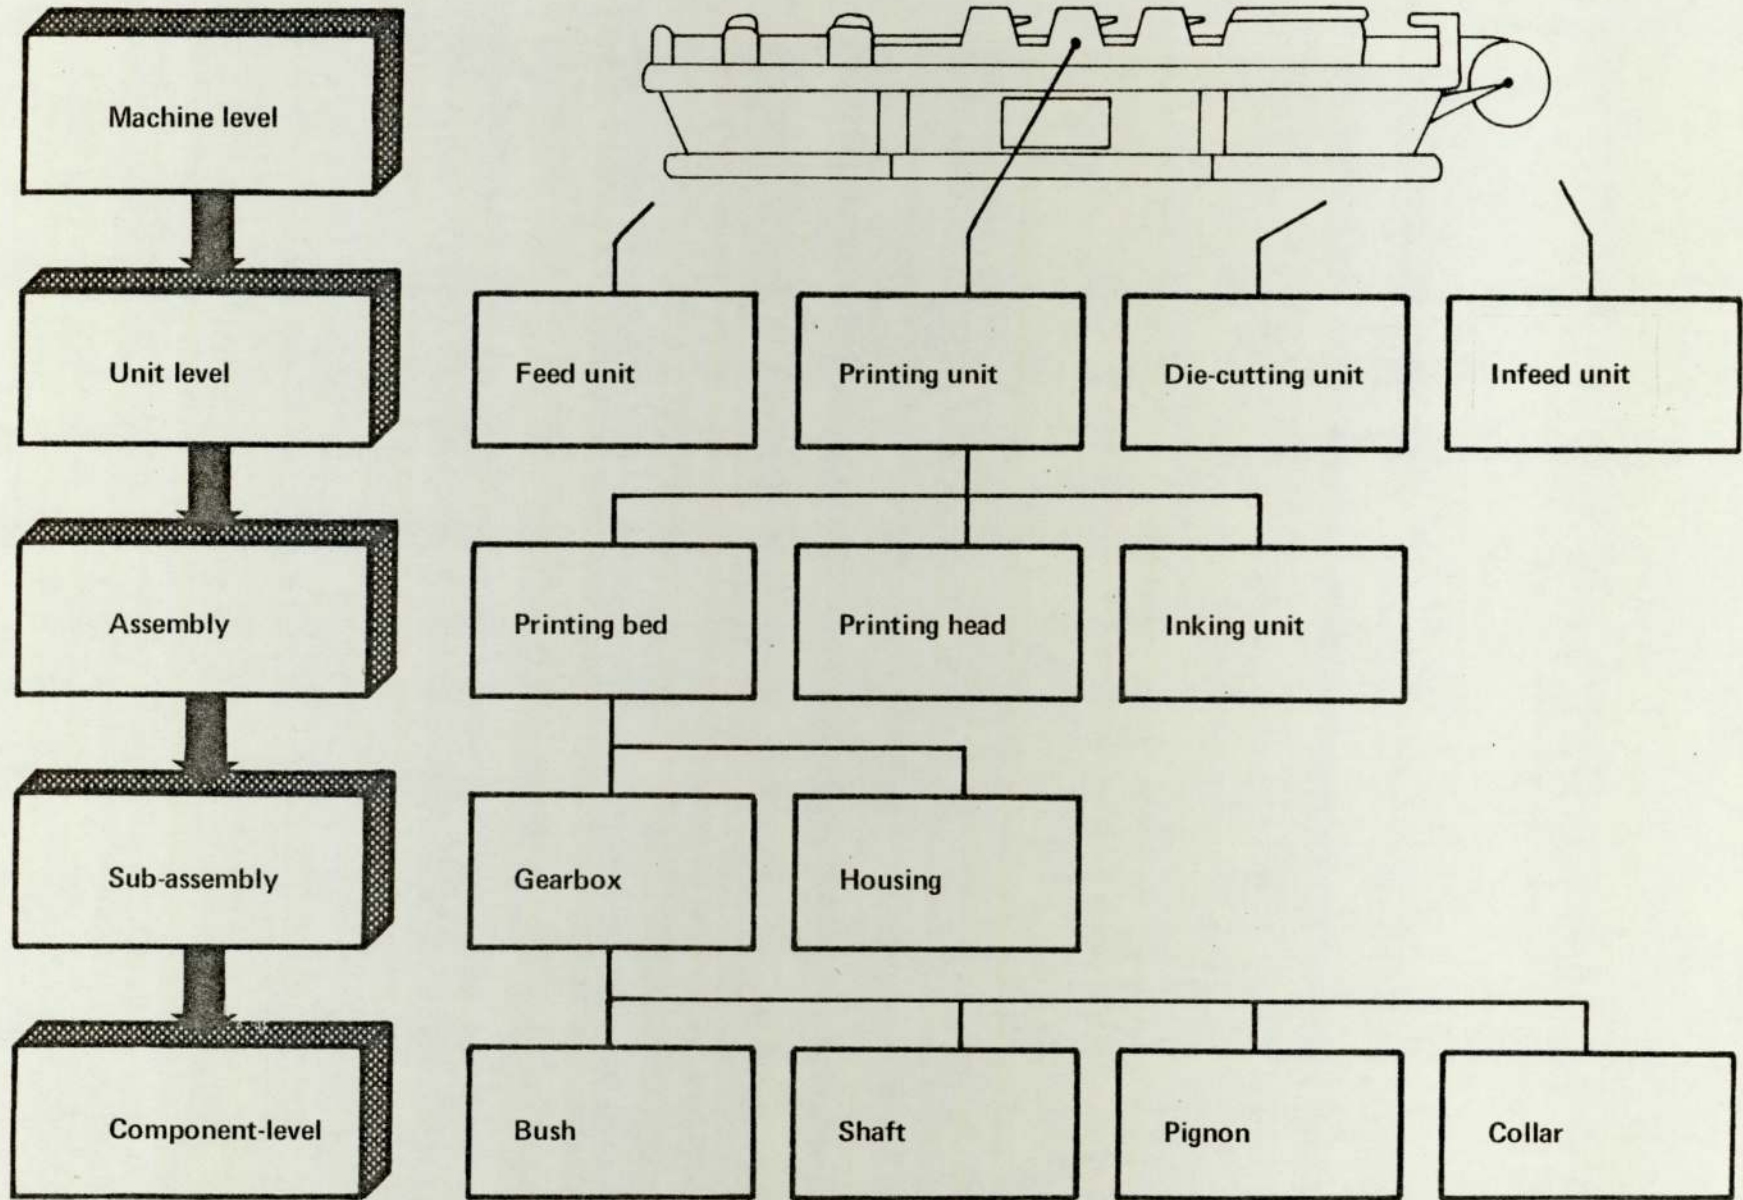 Machine level
Unit level
Feed unit
Printing unit
Die-cutting unit
Infeed unit
Assembly
Printing bed
Printing head
Inking unit
Sub-assembly
Gearbox
Housing
Component-level
Bush
Shaft
Pignon
Collar